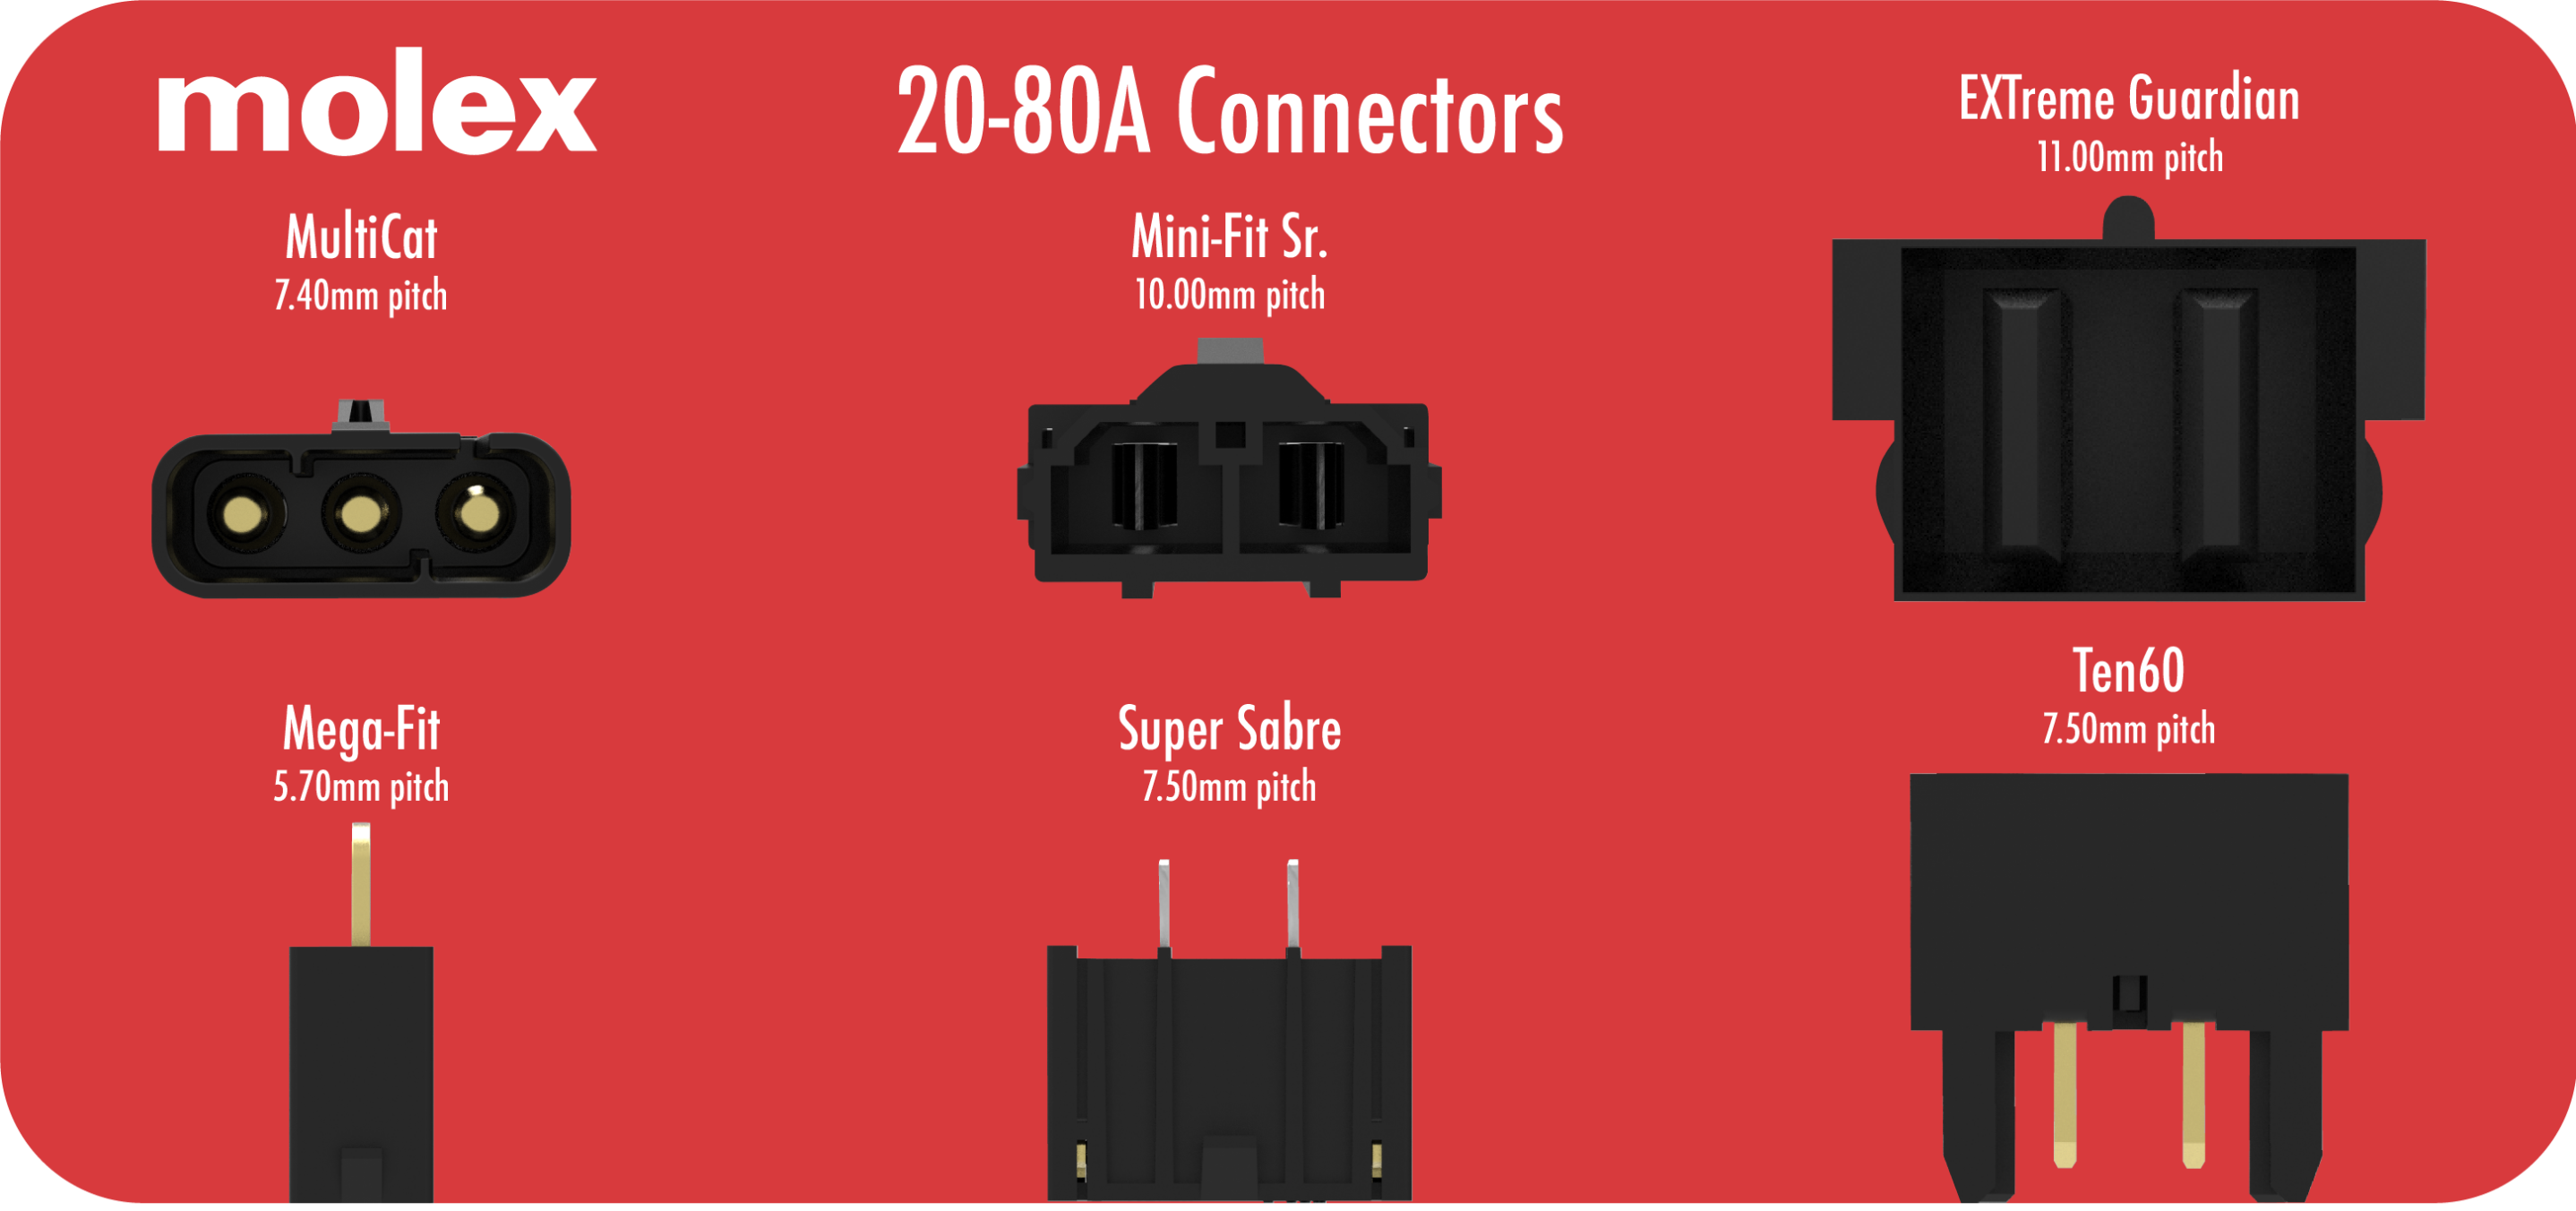 molex
20-80A Connectors
EXTreme Guardian
11.00mm pitch
MultiCat
7.40mm pitch
Mini-Fit Sr.
10.00mm pitch
Mega-Fit
5.70mm pitch
Super Sabre
7.50mm pitch
Ten60
7.50mm pitch